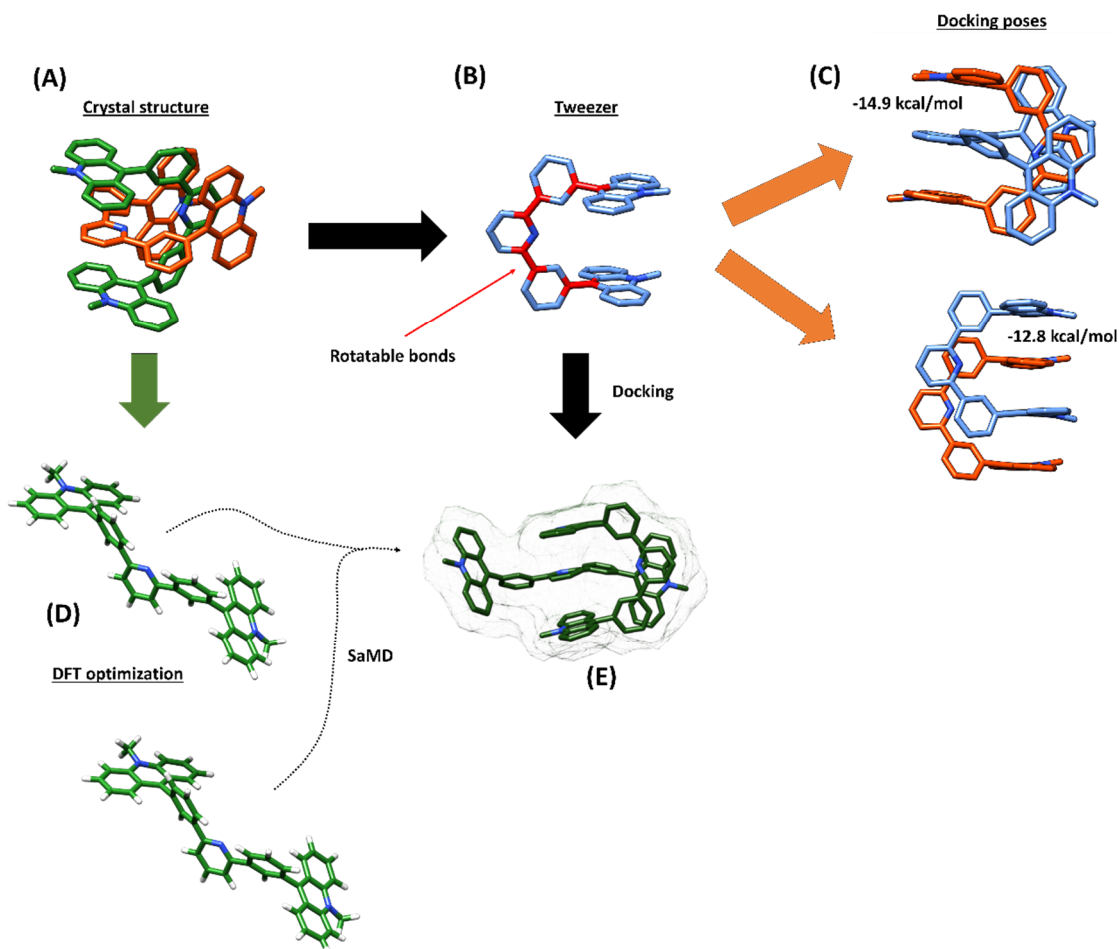 Docking poses
(A)
(B)
(C)
Crystal structure
Tweezer
-14.9 kcal/mol
Rotatable bonds
-12.8 kcal/mol
Docking
(D)
SaMD
DFT optimization
(E)